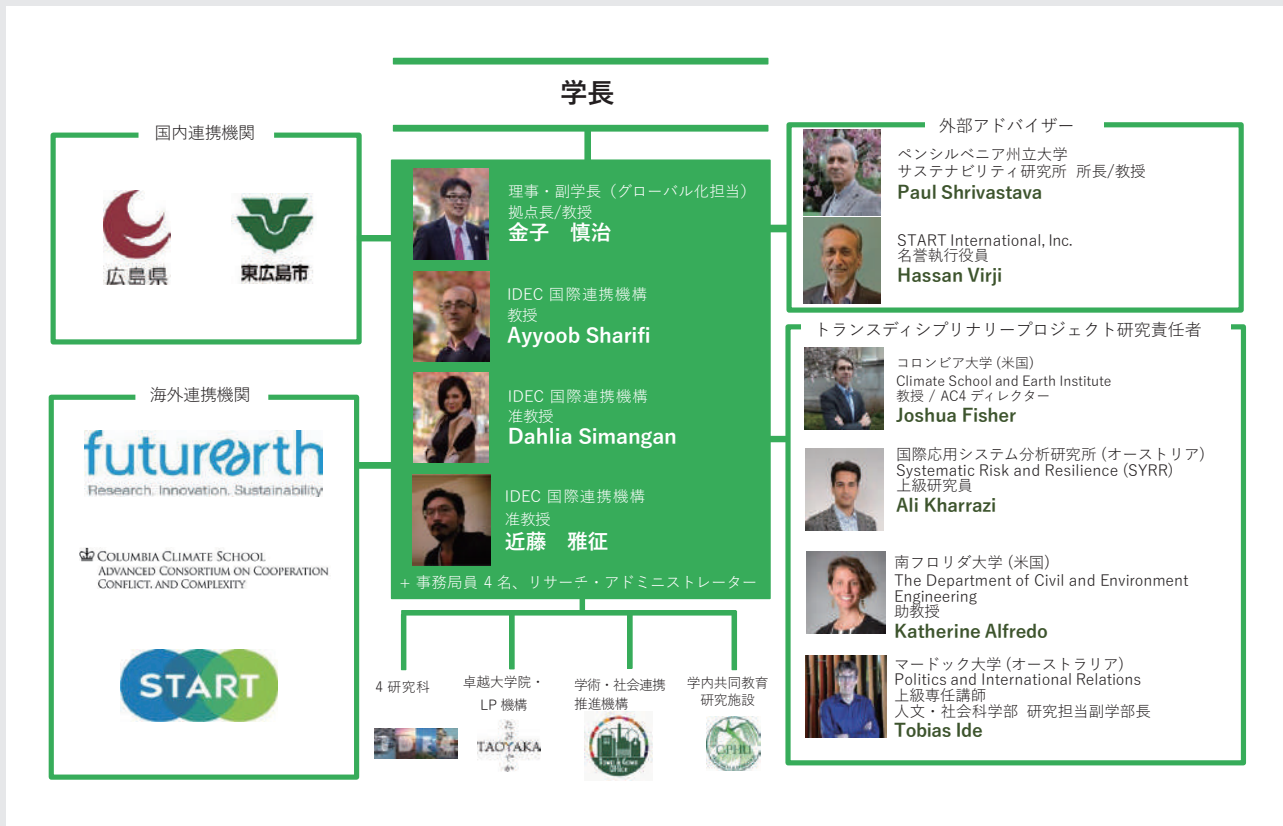 学長
国内連携機関
広島県
東広島市
海外連携機関
futurearth
Research. Innovation. Sustainability
COLUMBIA CLIMATE SCHOOL
ADVANCED CONSORTIUM ON COOPERATION
CONFLICT, AND COMPLEXITY
START
理事・副学長（グローバル化担当）
拠点長/教授
金子　慎治
IDEC 国際連携機構
教授
Ayyoob Sharifi
IDEC 国際連携機構
准教授
Dahlia Simangan
IDEC 国際連携機構
准教授
近藤　雅征
+ 事務局員 4 名、リサーチ・アドミニストレーター
4 研究科
IDEC
卓越大学院・
LP 機構
たおやか
TAOYAKA
学術・社会連携
推進機構
Town & Gown
Office
学内共同教育
研究施設
CPHU
外部アドバイザー
ペンシルベニア州立大学
サステナビリティ研究所 所長/教授
Paul Shrivastava
START International, Inc.
名誉執行役員
Hassan Virji
トランスディシプリナリープロジェクト研究責任者
コロンビア大学 (米国)
Climate School and Earth Institute
教授 / AC4 ディレクター
Joshua Fisher
国際応用システム分析研究所 (オーストリア)
Systematic Risk and Resilience (SYRR)
上級研究員
Ali Kharrazi
南フロリダ大学 (米国)
The Department of Civil and Environment
Engineering
助教授
Katherine Alfredo
マードック大学 (オーストラリア)
Politics and International Relations
上級専任講師
人文・社会科学部 研究担当副学部長
Tobias Ide